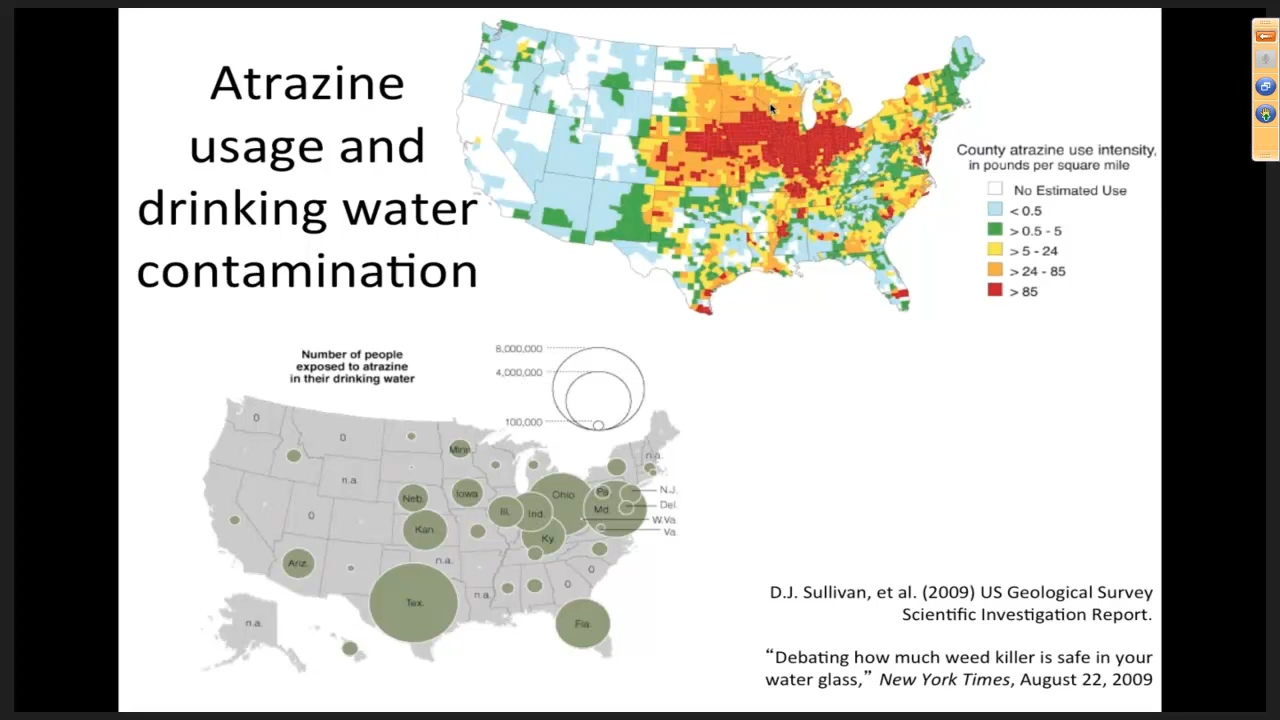 Atrazine
usage and
drinking water
contamination
County atrazine use intensity,
in pounds per square mile
No Estimated Use
< 0.5
> 0.5 - 5
> 5 - 24
> 24 - 85
> 85
Number of people
exposed to atrazine
in their drinking water
8,000,000
4,000,000
100,000
0
0
n.a.
0
Ariz.
n.a.
Minn.
Neb.
Iowa
Kan.
n.a.
Tex.
n.a.
Ill.
Ind.
Ohio
Ky.
Pa.
Md.
n.a.
N.J.
Del.
W.Va.
Va.
0
0
Fla.
D.J. Sullivan, et al. (2009) US Geological Survey
Scientific Investigation Report.
“Debating how much weed killer is safe in your
water glass,” New York Times, August 22, 2009